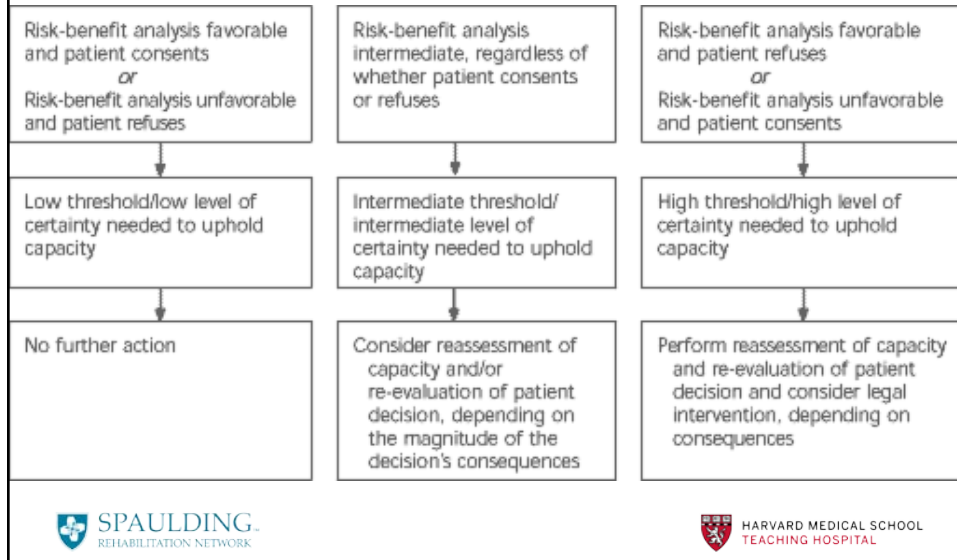 Risk-benefit analysis favorable
and patient consents
or
Risk-benefit analysis unfavorable
and patient refuses
Risk-benefit analysis
intermediate, regardless of
whether patient consents
or refuses
Risk-benefit analysis favorable
and patient refuses
or
Risk-benefit analysis unfavorable
and patient consents
Low threshold/low level of
certainty needed to uphold
capacity
Intermediate threshold/
intermediate level of
certainty needed to uphold
capacity
High threshold/high level of
certainty needed to uphold
capacity
No further action
Consider reassessment of
capacity and/or
re-evaluation of patient
decision, depending on
the magnitude of the
decision's consequences
Perform reassessment of capacity
and re-evaluation of patient
decision and consider legal
intervention, depending on
consequences
SPAULDING™
REHABILITATION NETWORK
HARVARD MEDICAL SCHOOL
TEACHING HOSPITAL